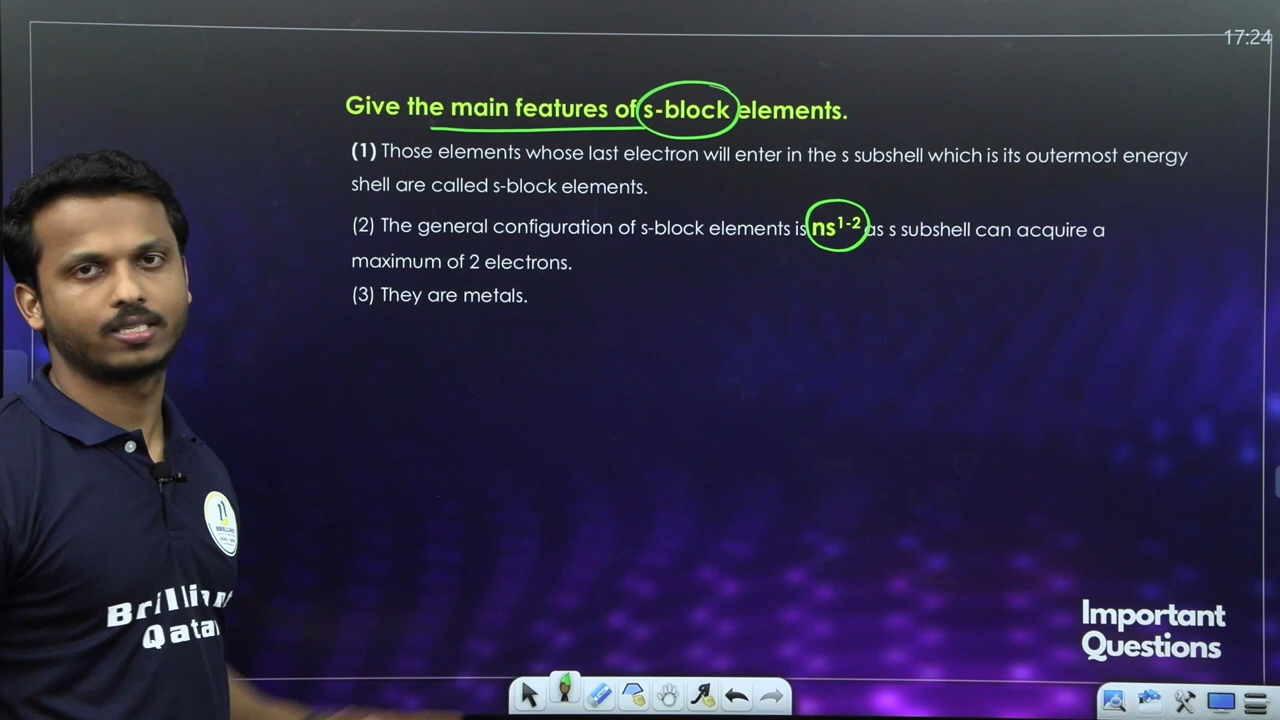 17:24
Give the main features of s-block elements.
(1) Those elements whose last electron will enter in the s subshell which is its outermost energy
shell are called s-block elements.
(2) The general configuration of s-block elements is ns¹⁻² as s subshell can acquire a
maximum of 2 electrons.
(3) They are metals.
Brilliant
Qatar
Important
Questions